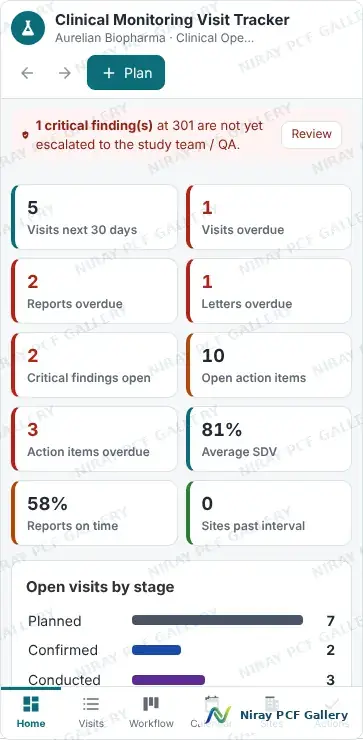 Clinical Monitoring Visit Tracker
Aurelian Biopharma · Clinical Ope...
+ Plan
1 critical finding(s) at 301 are not yet
escalated to the study team / QA.
Review
5
Visits next 30 days
1
Visits overdue
2
Reports overdue
1
Letters overdue
2
Critical findings open
10
Open action items
3
Action items overdue
81%
Average SDV
58%
Reports on time
0
Sites past interval
Open visits by stage
Planned 7
Confirmed 2
Conducted 3
Home Visits Workflow
Niray PCF Gallery
NIRAY PCF GALLERY